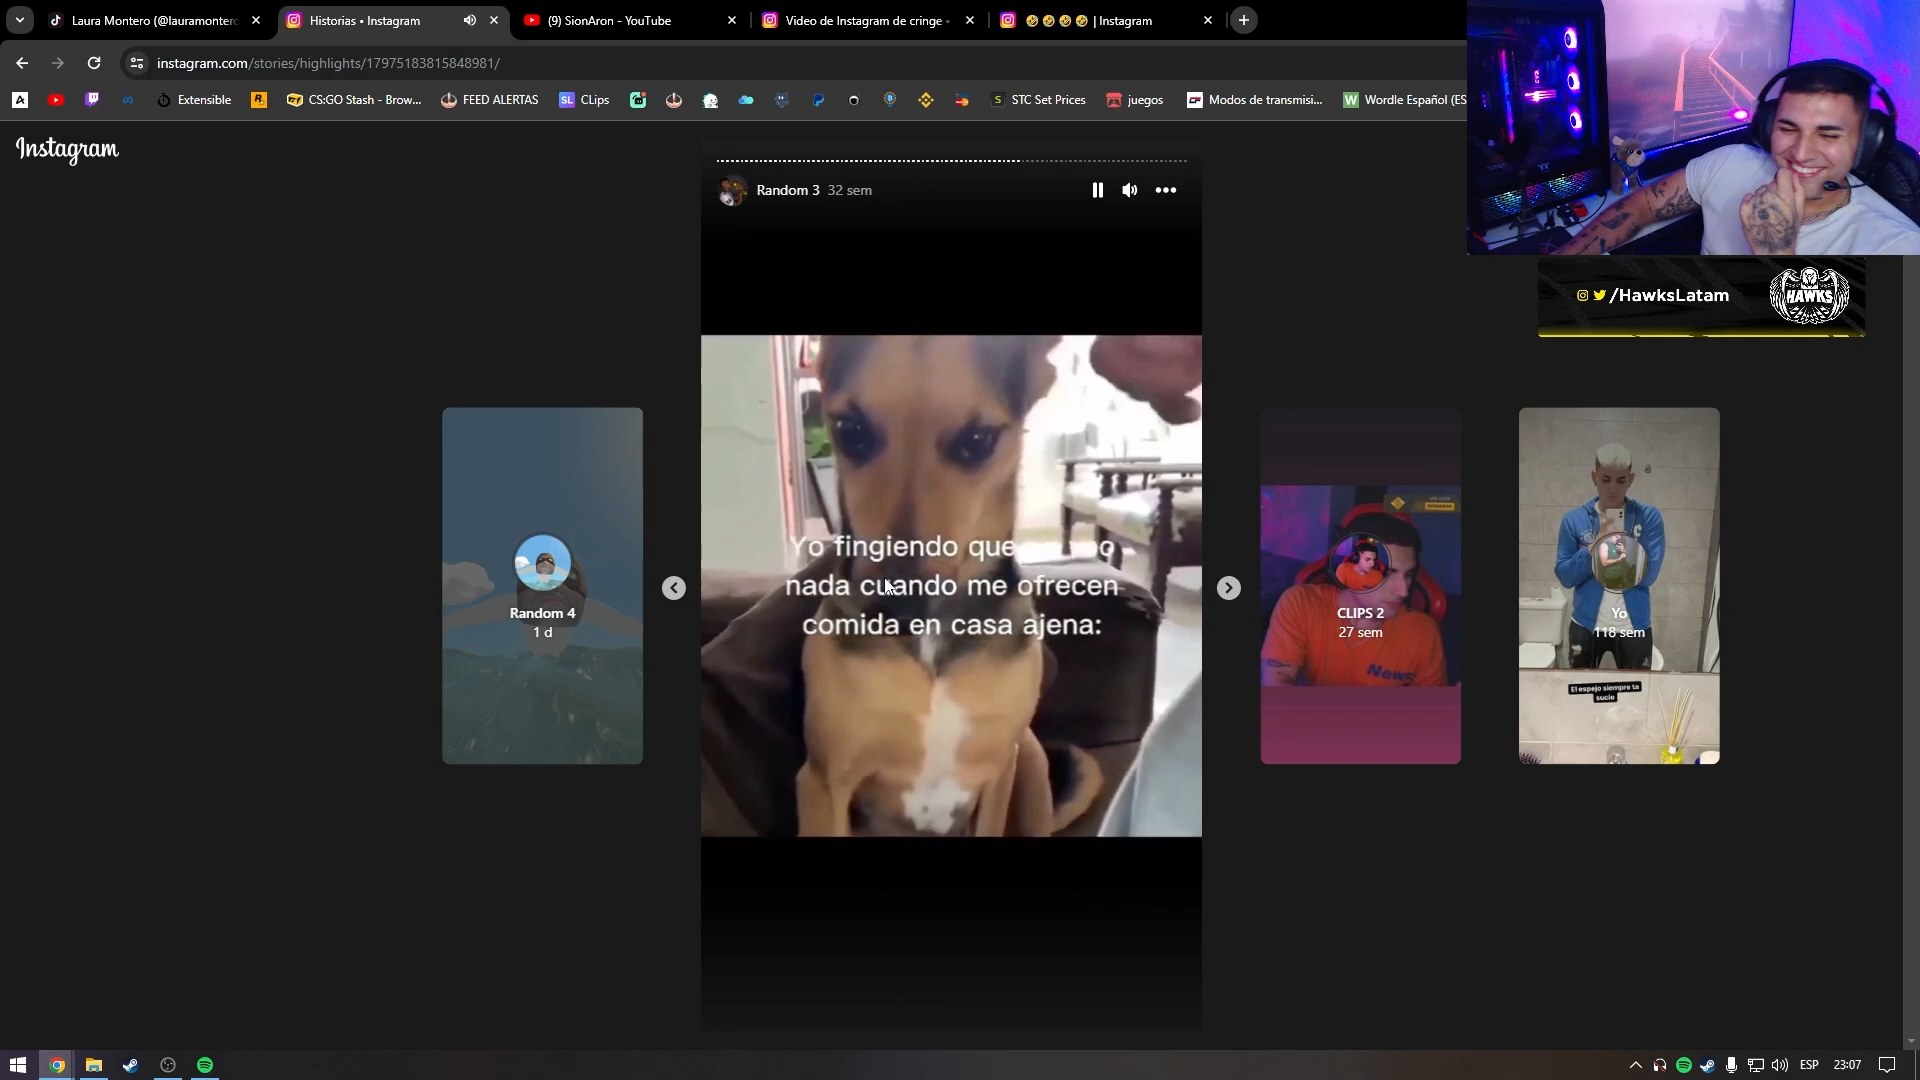 Laura Montero (@lauramonterc
Historias • Instagram
(9) SionAron - YouTube
Video de Instagram de cringe •
🤣🤣🤣🤣 | Instagram
instagram.com/stories/highlights/17975183815848981/
Extensible
CS:GO Stash - Brow...
FEED ALERTAS
SL CLips
S STC Set Prices
juegos
Modos de transmisi...
W Wordle Español (ES
Instagram
Random 3 32 sem
/HawksLatam
HAWKS
Yo fingiendo que
nada cuando me ofrecen
comida en casa ajena:
Random 4
1 d
CLIPS 2
27 sem
News
Yo
118 sem
El espejo siempre ta
sucio
ESP
23:07